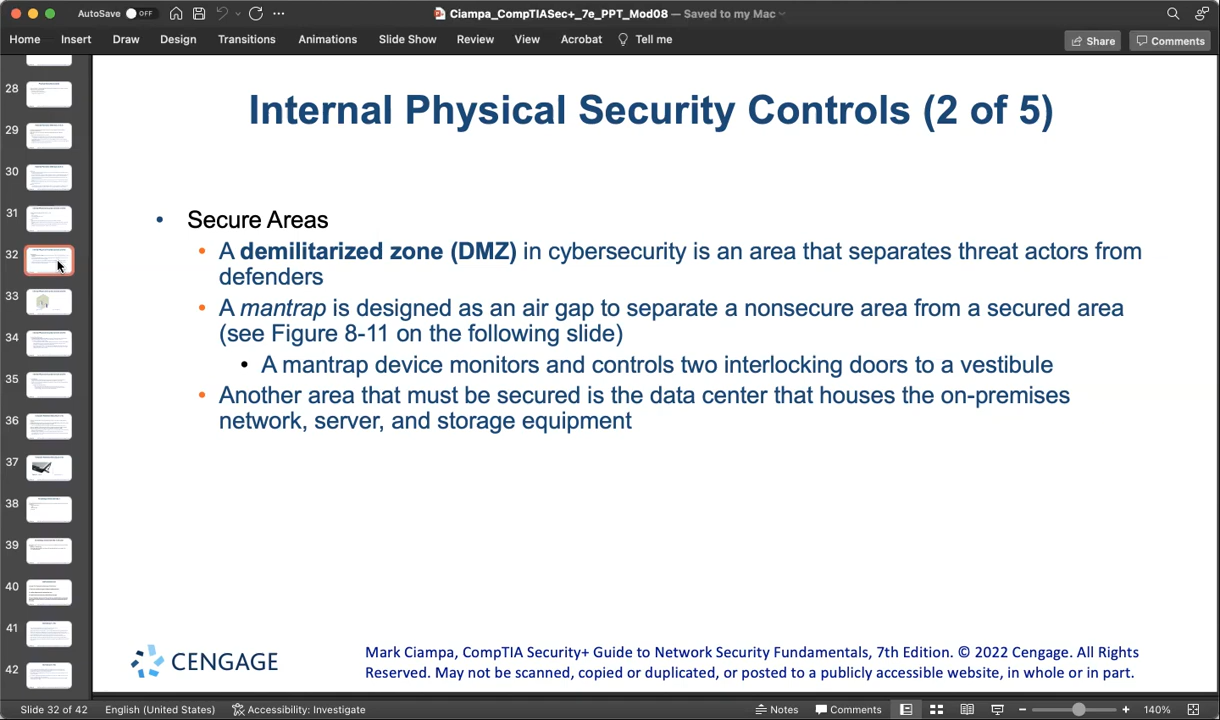 AutoSave OFF
Ciampa_CompTIASec+_7e_PPT_Mod08 — Saved to my Mac
Home Insert Draw Design Transitions Animations Slide Show Review View Acrobat Tell me Share Comments
28
29
30
31
32
33
34
35
36
37
38
39
40
41
42
Internal Physical Security Controls (2 of 5)
• Secure Areas
• A demilitarized zone (DMZ) in cybersecurity is an area that separates threat actors from
defenders
• A mantrap is designed as an air gap to separate a nonsecure area from a secured area
(see Figure 8-11 on the following slide)
• A mantrap device monitors and controls two interlocking doors to a vestibule
• Another area that must be secured is the data center that houses the on-premises
network, server, and storage equipment
CENGAGE
Mark Ciampa, CompTIA Security+ Guide to Network Security Fundamentals, 7th Edition. © 2022 Cengage. All Rights
Reserved. May not be scanned, copied or duplicated, or posted to a publicly accessible website, in whole or in part.
Slide 32 of 42 English (United States) Accessibility: Investigate Notes Comments 140%